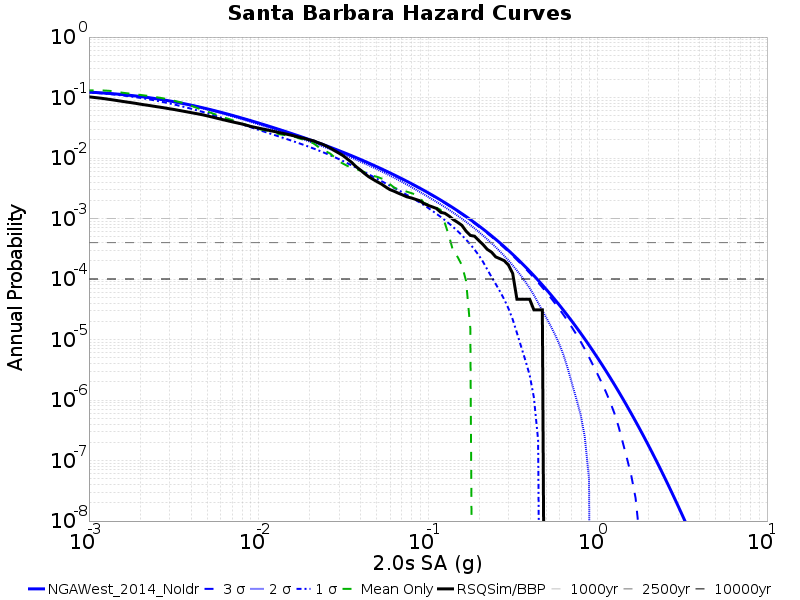 Santa Barbara Hazard Curves
Annual Probability
10^0
10^-1
10^-2
10^-3
10^-4
10^-5
10^-6
10^-7
10^-8
10^-3 10^-2 10^-1 10^0 10^1
2.0s SA (g)
NGAWest_2014_NoIdr 3 σ 2 σ 1 σ Mean Only RSQSim/BBP 1000yr 2500yr 10000yr